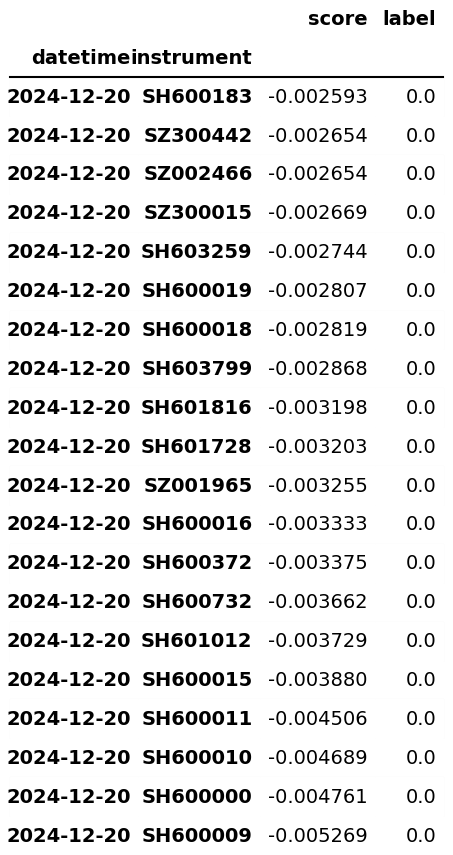 score label
datetime instrument
2024-12-20 SH600183 -0.002593 0.0
2024-12-20 SZ300442 -0.002654 0.0
2024-12-20 SZ002466 -0.002654 0.0
2024-12-20 SZ300015 -0.002669 0.0
2024-12-20 SH603259 -0.002744 0.0
2024-12-20 SH600019 -0.002807 0.0
2024-12-20 SH600018 -0.002819 0.0
2024-12-20 SH603799 -0.002868 0.0
2024-12-20 SH601816 -0.003198 0.0
2024-12-20 SH601728 -0.003203 0.0
2024-12-20 SZ001965 -0.003255 0.0
2024-12-20 SH600016 -0.003333 0.0
2024-12-20 SH600372 -0.003375 0.0
2024-12-20 SH600732 -0.003662 0.0
2024-12-20 SH601012 -0.003729 0.0
2024-12-20 SH600015 -0.003880 0.0
2024-12-20 SH600011 -0.004506 0.0
2024-12-20 SH600010 -0.004689 0.0
2024-12-20 SH600000 -0.004761 0.0
2024-12-20 SH600009 -0.005269 0.0